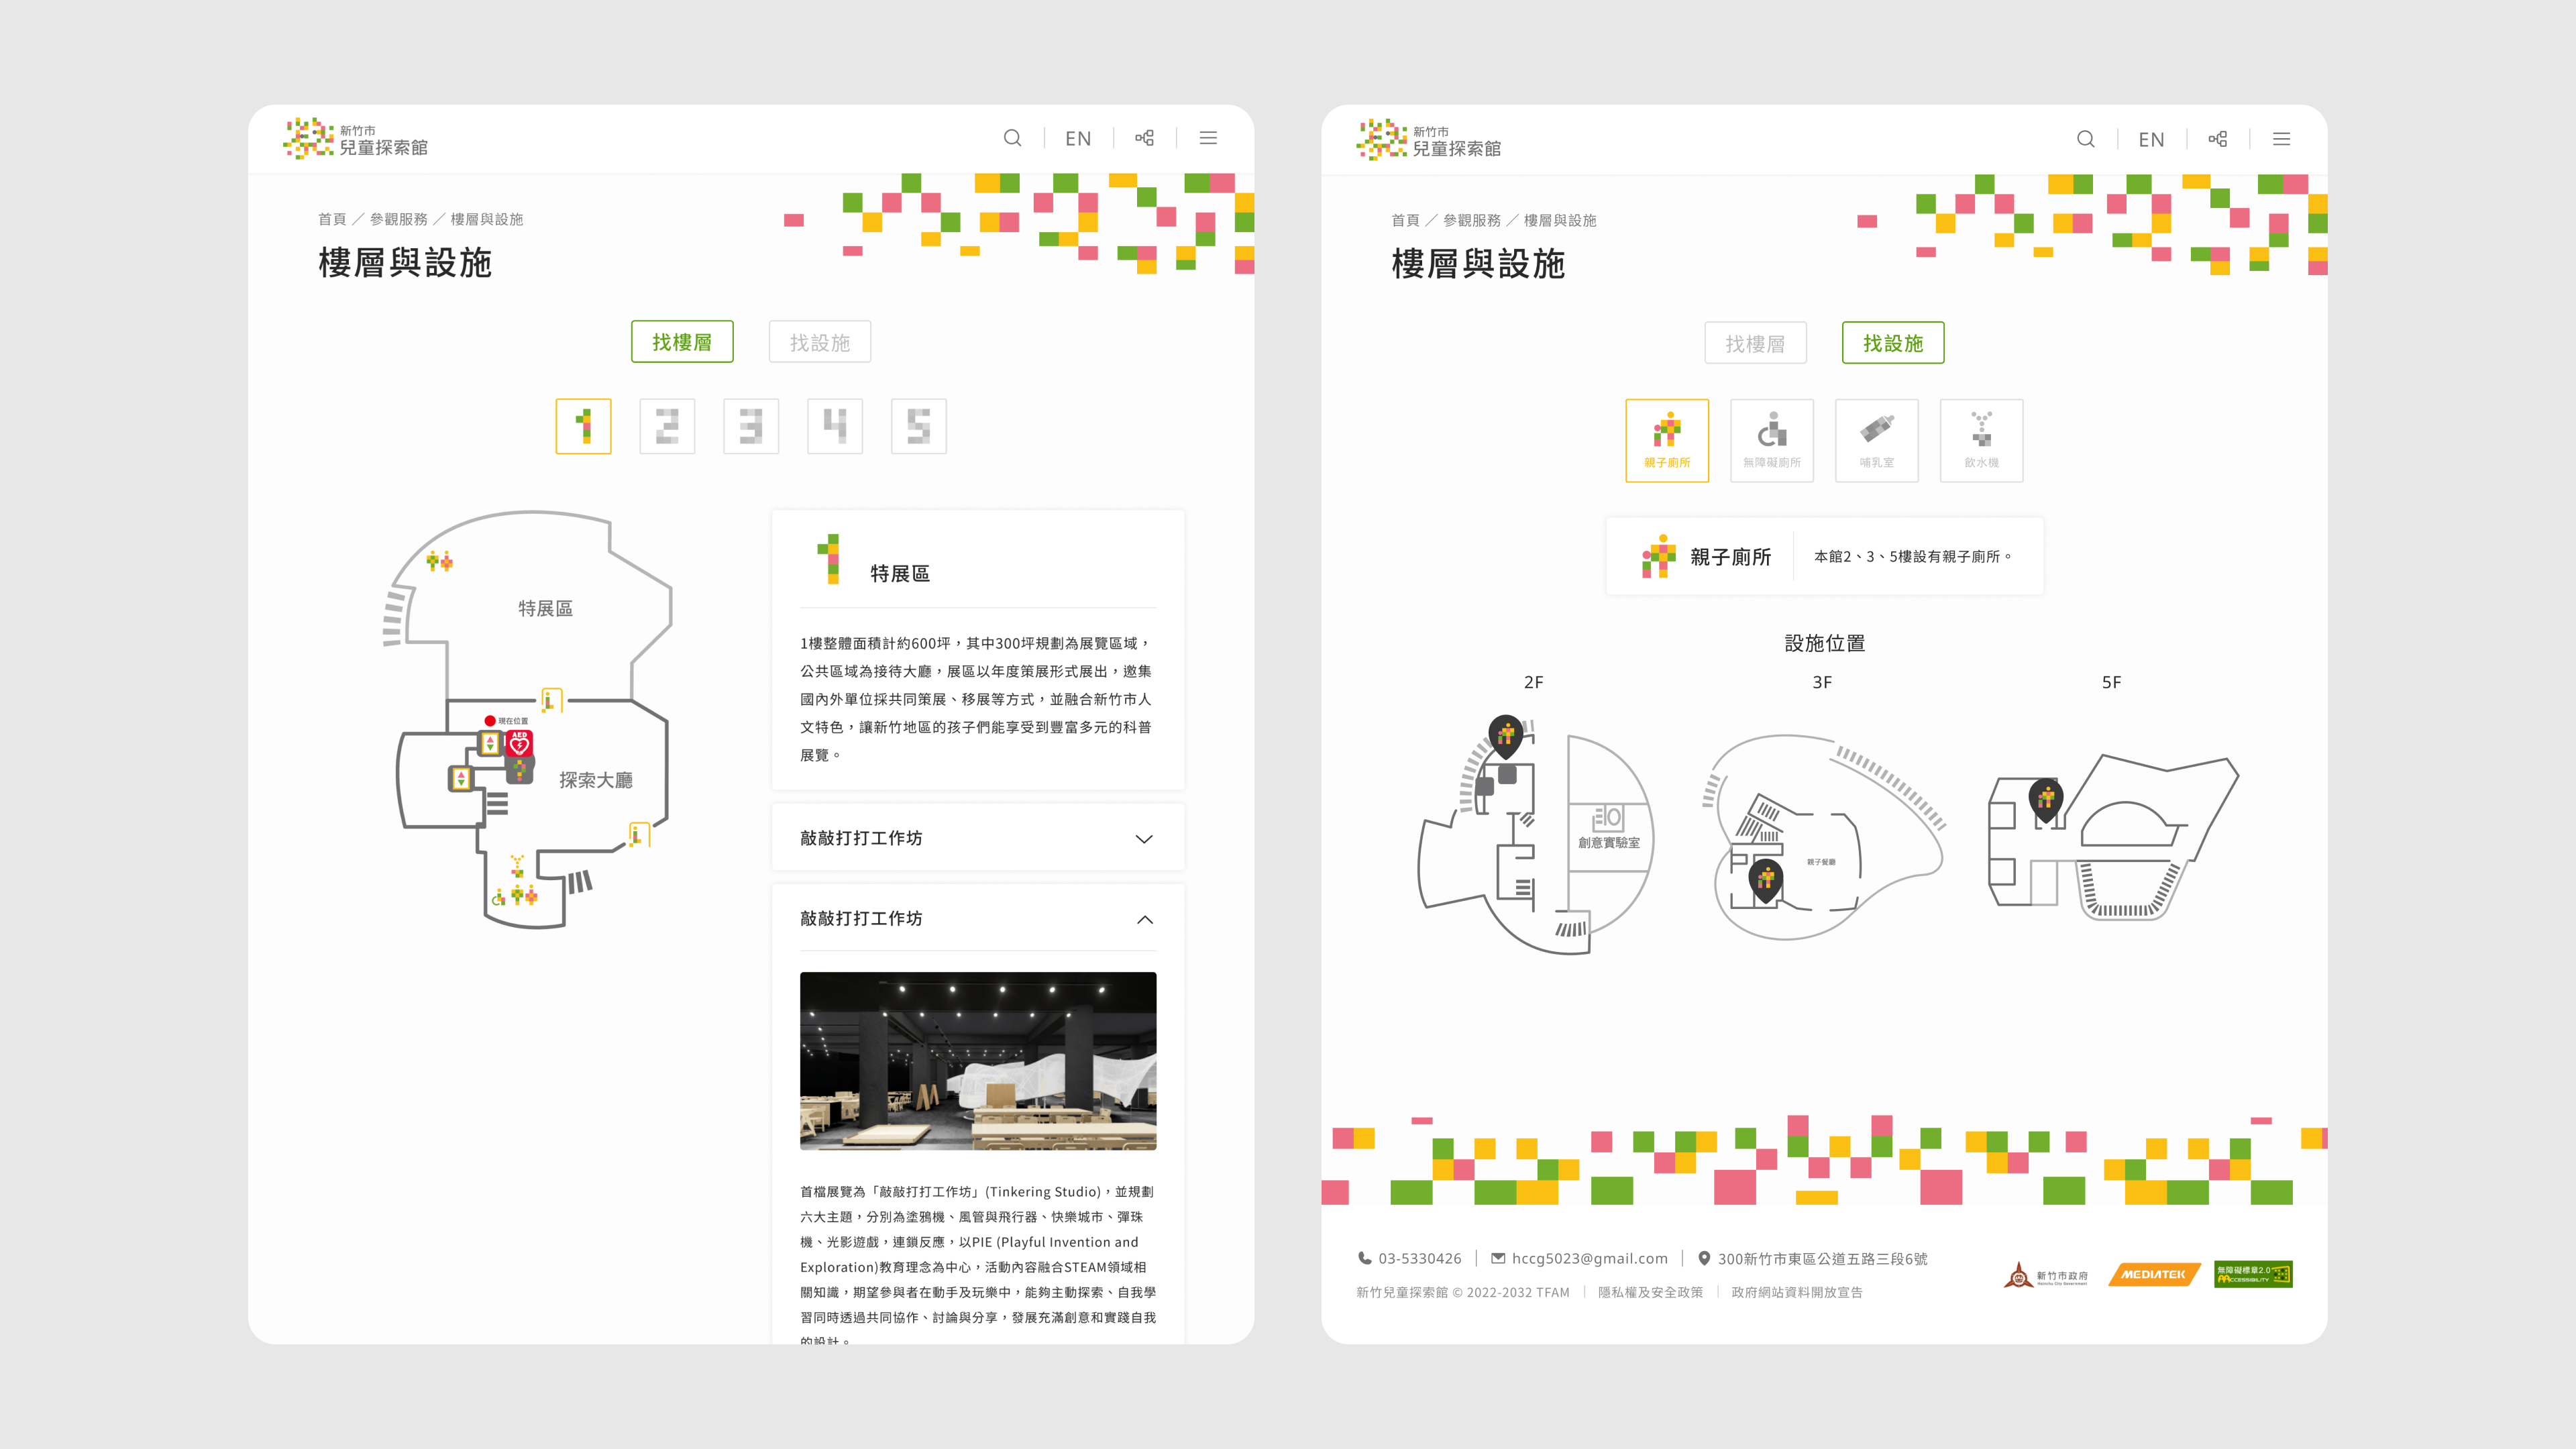 新竹市
兒童探索館
EN
首頁 ／ 參觀服務 ／ 樓層與設施
樓層與設施
找樓層
找設施
1
2
3
4
5
特展區
現在位置
AED
探索大廳
1
特展區
1樓整體面積計約600坪，其中300坪規劃為展覽區域，
公共區域為接待大廳，展區以年度策展形式展出，邀集
國內外單位採共同策展、移展等方式，並融合新竹市人
文特色，讓新竹地區的孩子們能享受到豐富多元的科普
展覽。
敲敲打打工作坊
敲敲打打工作坊
首檔展覽為「敲敲打打工作坊」(Tinkering Studio)，並規劃
六大主題，分別為塗鴉機、風管與飛行器、快樂城市、彈珠
機、光影遊戲，連鎖反應，以PIE (Playful Invention and
Exploration)教育理念為中心，活動內容融合STEAM領域相
關知識，期望參與者在動手及玩樂中，能夠主動探索、自我學
習同時透過共同協作、討論與分享，發展充滿創意和實踐自我
的設計。
新竹市
兒童探索館
EN
首頁 ／ 參觀服務 ／ 樓層與設施
樓層與設施
找樓層
找設施
親子廁所
無障礙廁所
哺乳室
飲水機
親子廁所
本館2、3、5樓設有親子廁所。
設施位置
2F
3F
5F
創意實驗室
親子餐廳
03-5330426
hccg5023@gmail.com
300新竹市東區公道五路三段6號
新竹兒童探索館 © 2022-2032 TFAM
隱私權及安全政策
政府網站資料開放宣告
新竹市政府
Hsinchu City Government
MEDIATEK
無障礙標章2.0
ACCESSIBILITY